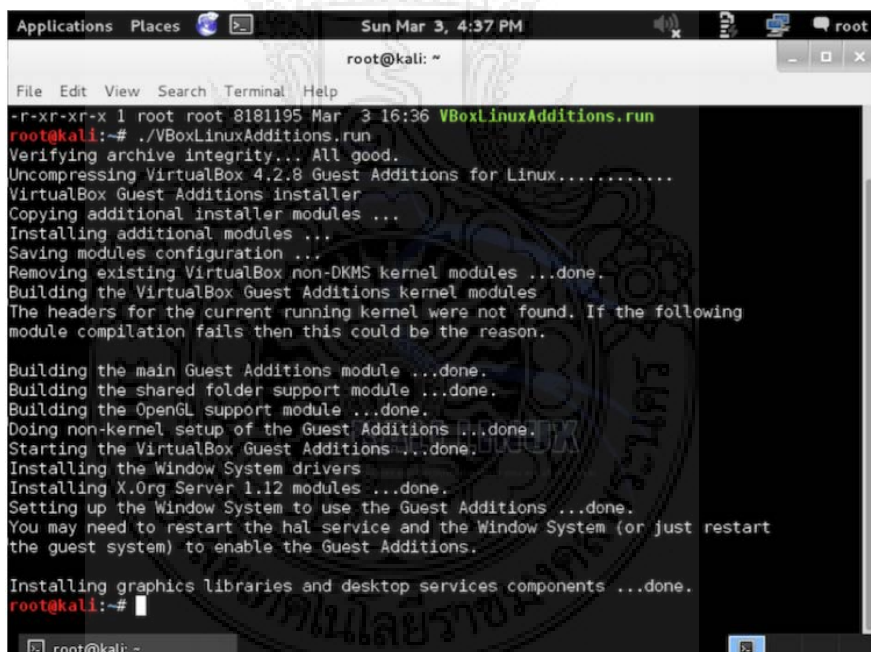 Applications Places Sun Mar 3, 4:37 PM root
root@kali: ~
File Edit View Search Terminal Help
-r-xr-xr-x 1 root root 8181195 Mar 3 16:36 VBoxLinuxAdditions.run
root@kali:~# ./VBoxLinuxAdditions.run
Verifying archive integrity... All good.
Uncompressing VirtualBox 4.2.8 Guest Additions for Linux............
VirtualBox Guest Additions installer
Copying additional installer modules ...
Installing additional modules ...
Saving modules configuration ...
Removing existing VirtualBox non-DKMS kernel modules ...done.
Building the VirtualBox Guest Additions kernel modules
The headers for the current running kernel were not found. If the following
module compilation fails then this could be the reason.
Building the main Guest Additions module ...done.
Building the shared folder support module ...done.
Building the OpenGL support module ...done.
Doing non-kernel setup of the Guest Additions ...done.
Starting the VirtualBox Guest Additions ...done.
Installing the Window System drivers
Installing X.Org Server 1.12 modules ...done.
Setting up the Window System to use the Guest Additions ...done.
You may need to restart the hal service and the Window System (or just restart
the guest system) to enable the Guest Additions.
Installing graphics libraries and desktop services components ...done.
root@kali:~#
root@kali: ~